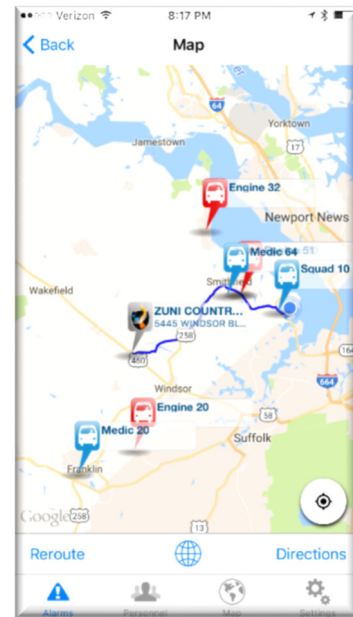 Verizon 8:17 PM
Back Map
64
Yorktown
Jamestown
17
Engine 32
Newport News
Medic 64
Squad 10
Wakefield
ZUNI COUNTR...
5445 WINDSOR BL...
258
460
164
664
Windsor
Engine 20
58
Medic 20
Suffolk
Franklin
Google
258
13
Reroute Directions
Alarms Personnel Map Settings